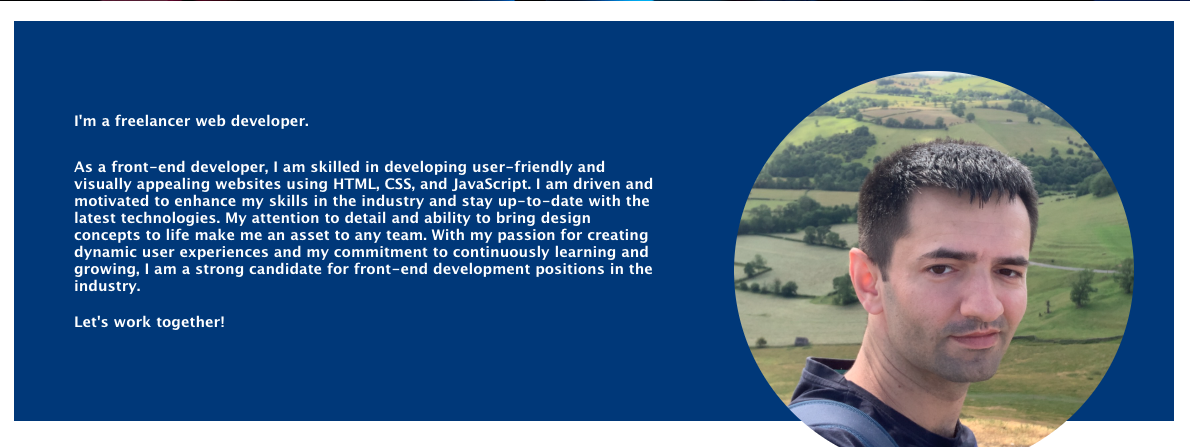 I'm a freelancer web developer.
As a front-end developer, I am skilled in developing user-friendly and
visually appealing websites using HTML, CSS, and JavaScript. I am driven and
motivated to enhance my skills in the industry and stay up-to-date with the
latest technologies. My attention to detail and ability to bring design
concepts to life make me an asset to any team. With my passion for creating
dynamic user experiences and my commitment to continuously learning and
growing, I am a strong candidate for front-end development positions in the
industry.
Let's work together!